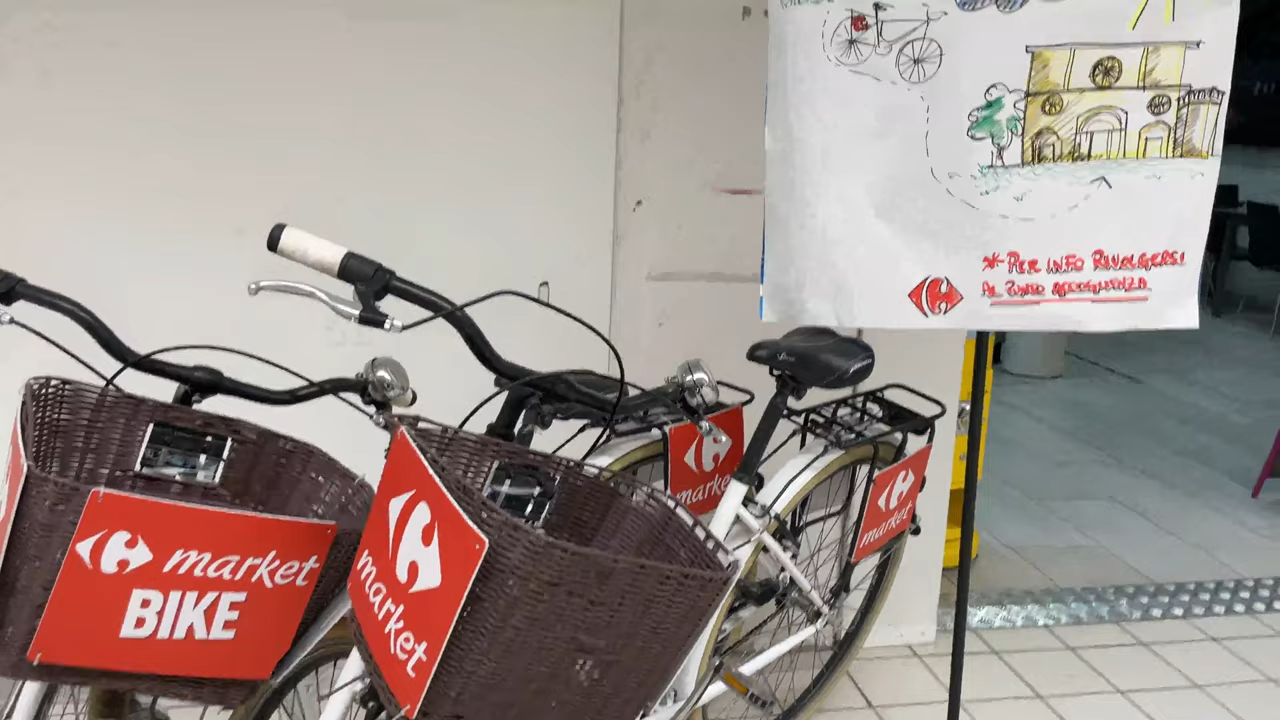 * PER INFO RIVOLGERSI
AL PUNTO ACCOGLIENZA
market
BIKE
market
market
market